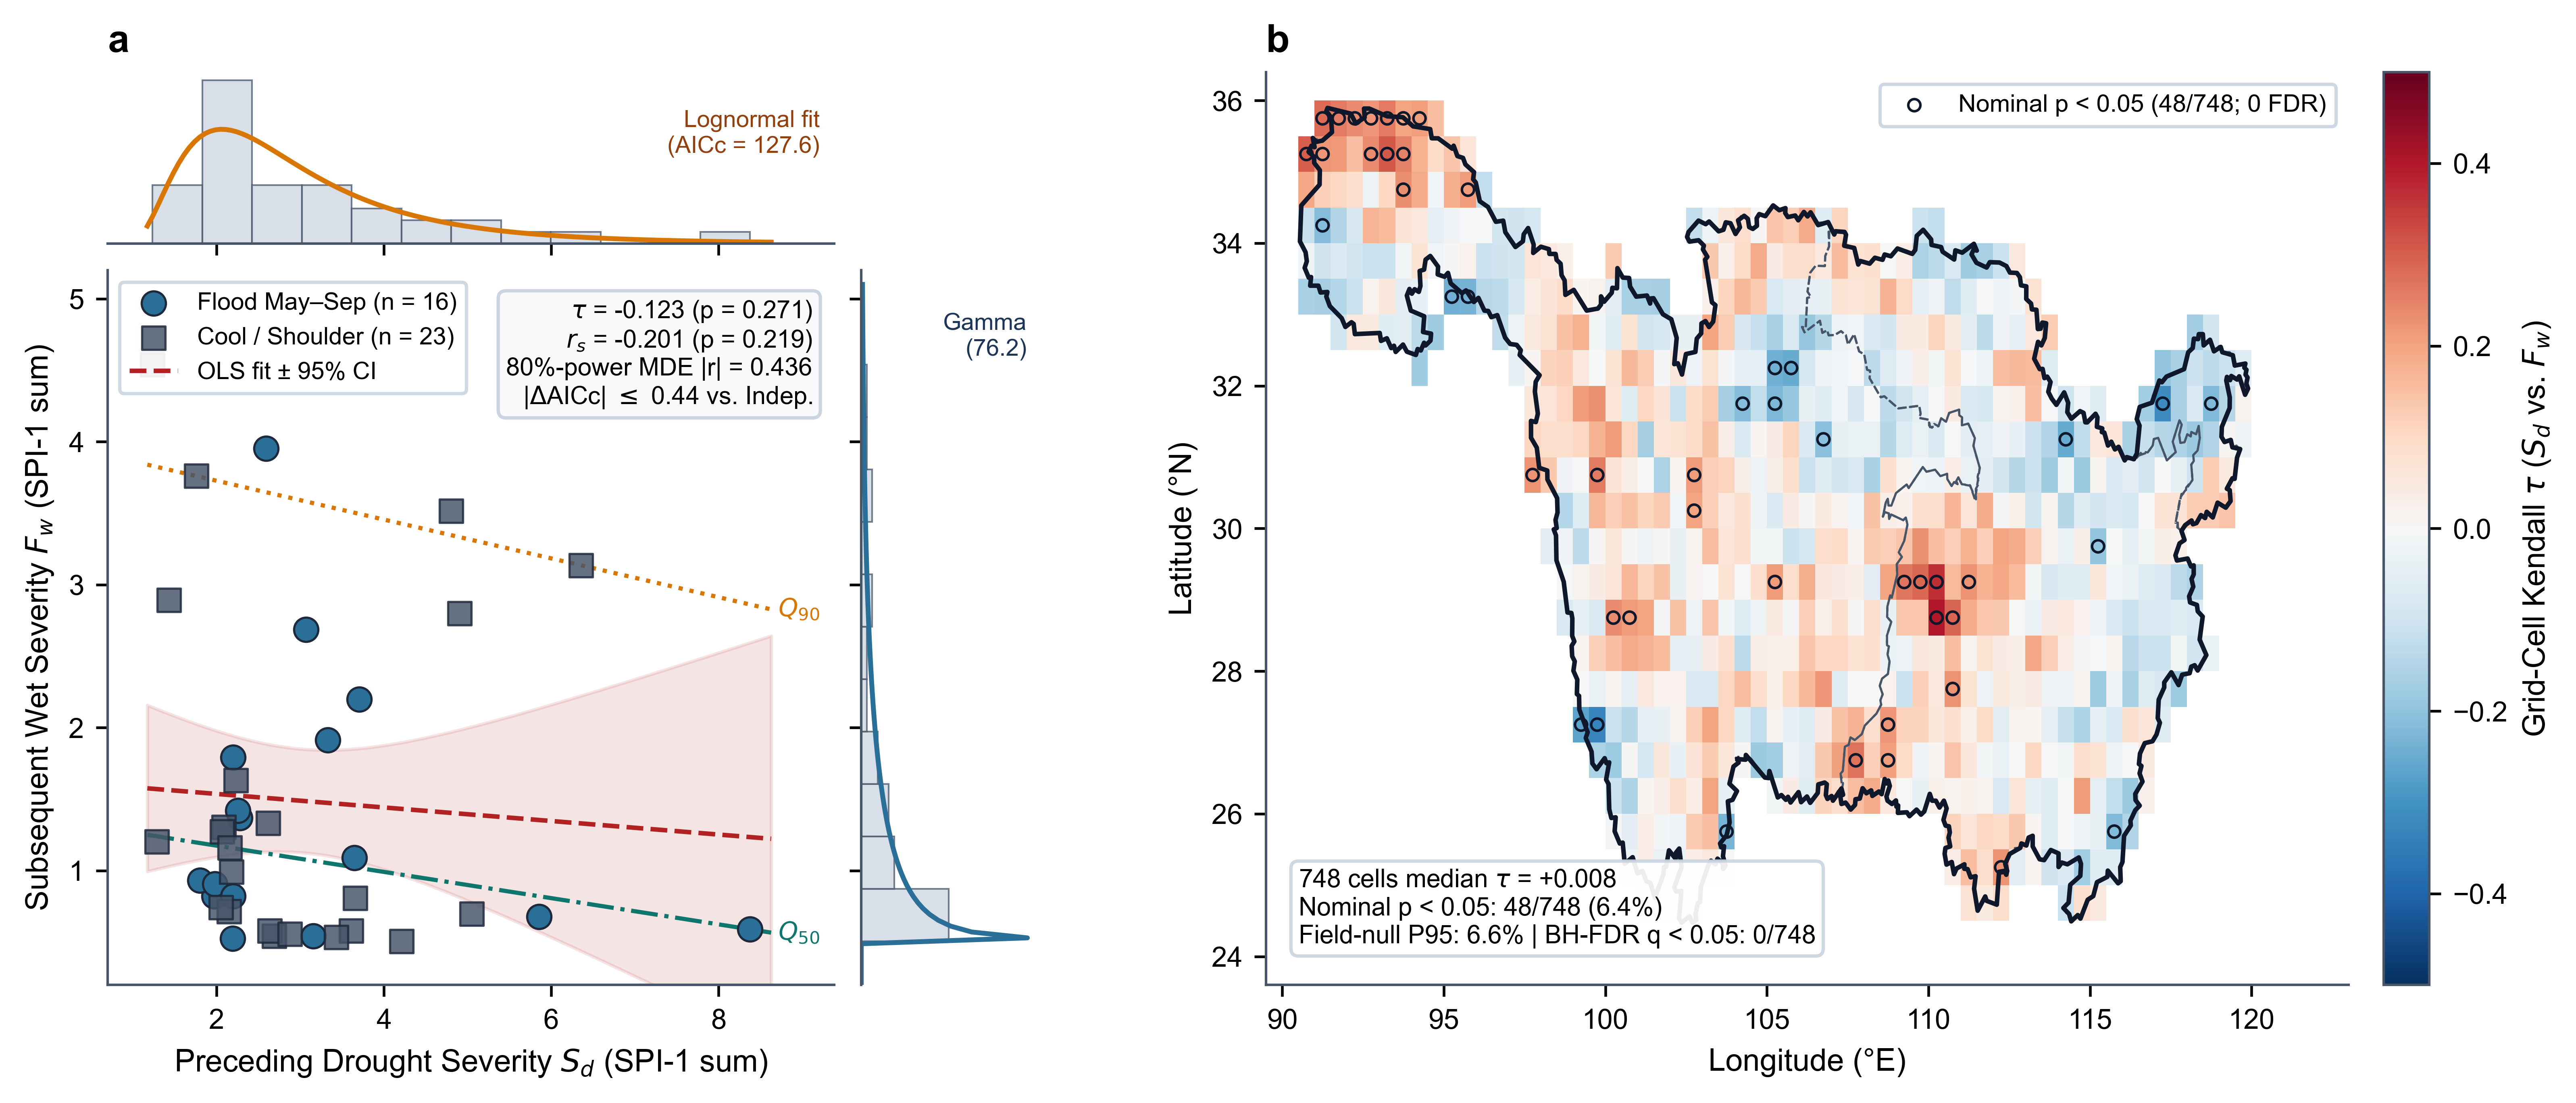 a
Lognormal fit
(AICc = 127.6)
Flood May–Sep (n = 16)
Cool / Shoulder (n = 23)
OLS fit ± 95% CI
τ = -0.123 (p = 0.271)
rₛ = -0.201 (p = 0.219)
80%-power MDE |r| = 0.436
|ΔAICc| ≤ 0.44 vs. Indep.
Gamma
(76.2)
Q₉₀
Q₅₀
5
4
3
2
1
2
4
6
8
Subsequent Wet Severity F_w (SPI-1 sum)
Preceding Drought Severity S_d (SPI-1 sum)
b
Nominal p < 0.05 (48/748; 0 FDR)
748 cells median τ = +0.008
Nominal p < 0.05: 48/748 (6.4%)
Field-null P95: 6.6% | BH-FDR q < 0.05: 0/748
36
34
32
30
28
26
24
90
95
100
105
110
115
120
Latitude (°N)
Longitude (°E)
0.4
0.2
0.0
−0.2
−0.4
Grid-Cell Kendall τ (S_d vs. F_w)